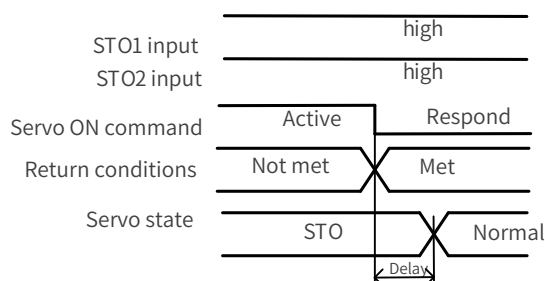 STO1 input high
STO2 input high
Servo ON command Active Respond
Return conditions Not met Met
Servo state STO Normal
Delay